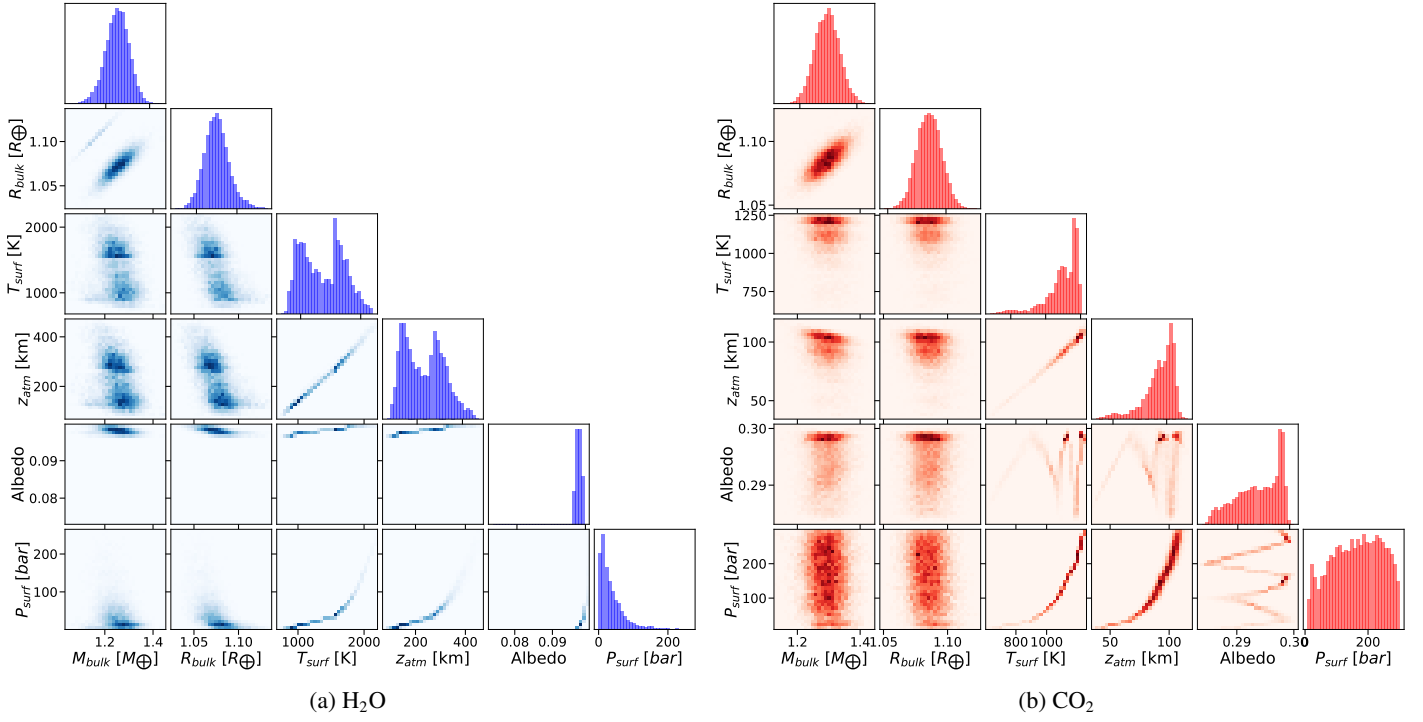 R_bulk [R⊕]
1.10
1.05
T_surf [K]
2000
1000
z_atm [km]
400
200
Albedo
0.09
0.08
P_surf [bar]
200
100
1.2 1.4
M_bulk [M⊕]
1.05 1.10
R_bulk [R⊕]
1000 2000
T_surf [K]
200 400
z_atm [km]
0.08 0.09
Albedo
0 200
P_surf [bar]
(a) H₂O
R_bulk [R⊕]
1.10
1.05
T_surf [K]
1250
1000
750
z_atm [km]
100
50
Albedo
0.30
0.29
P_surf [bar]
200
100
1.2 1.4
M_bulk [M⊕]
1.05 1.10
R_bulk [R⊕]
800 1000
T_surf [K]
50 100
z_atm [km]
0.29 0.30
Albedo
0 200
P_surf [bar]
(b) CO₂